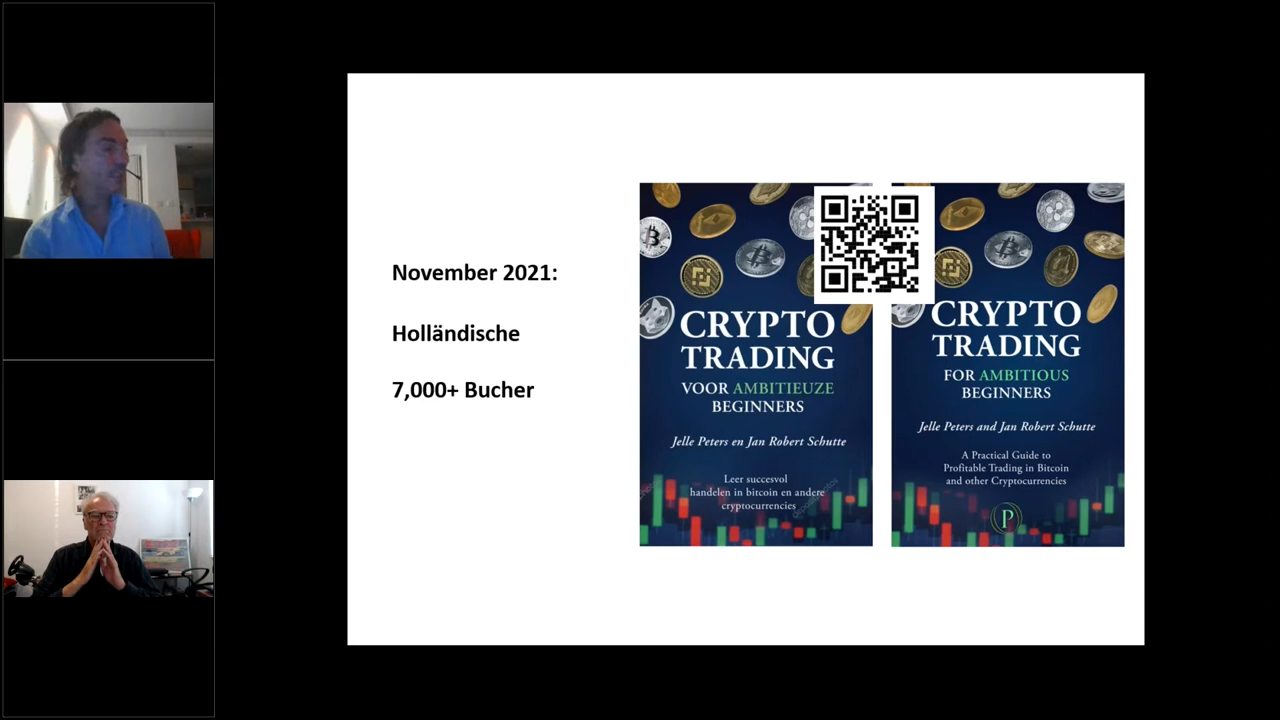 November 2021:
Holländische
7,000+ Bucher
CRYPTO
TRADING
VOOR AMBITIEUZE
BEGINNERS
Jelle Peters en Jan Robert Schutte
Leer succesvol
handelen in bitcoin en andere
cryptocurrencies
CRYPTO
TRADING
FOR AMBITIOUS
BEGINNERS
Jelle Peters and Jan Robert Schutte
A Practical Guide to
Profitable Trading in Bitcoin
and other Cryptocurrencies
P